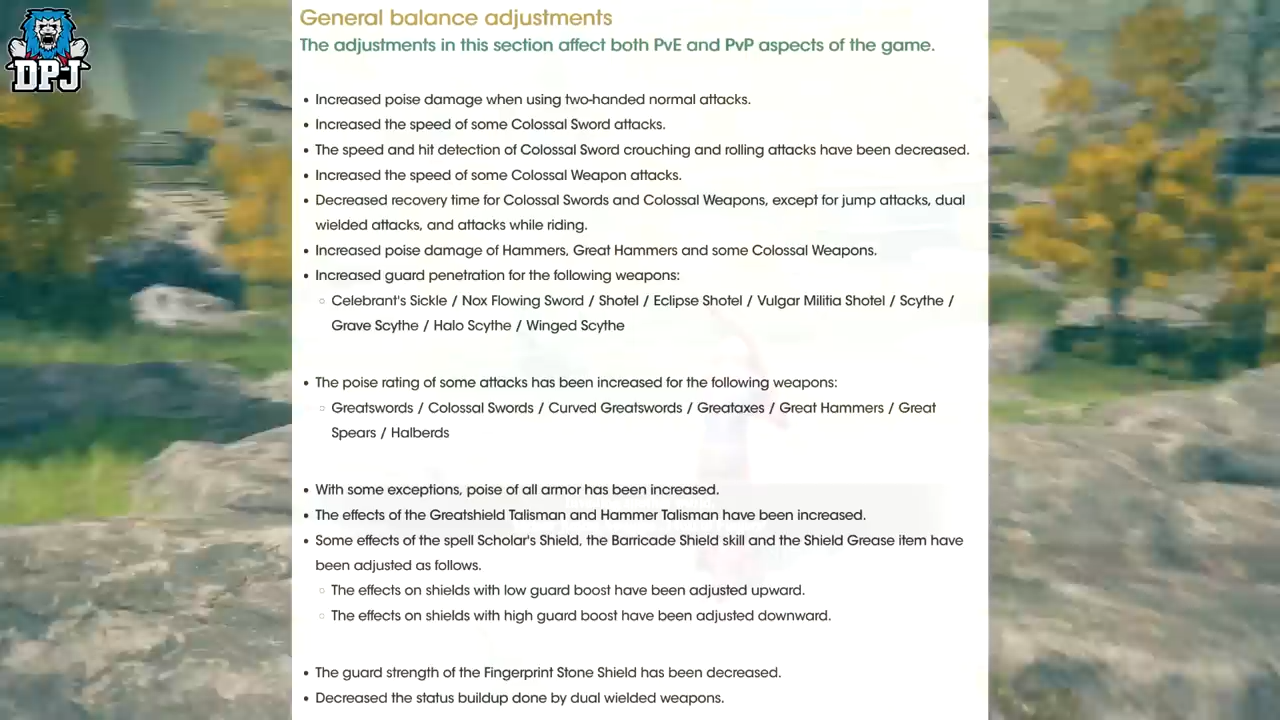 DPJ
General balance adjustments
The adjustments in this section affect both PvE and PvP aspects of the game.
• Increased poise damage when using two-handed normal attacks.
• Increased the speed of some Colossal Sword attacks.
• The speed and hit detection of Colossal Sword crouching and rolling attacks have been decreased.
• Increased the speed of some Colossal Weapon attacks.
• Decreased recovery time for Colossal Swords and Colossal Weapons, except for jump attacks, dual
wielded attacks, and attacks while riding.
• Increased poise damage of Hammers, Great Hammers and some Colossal Weapons.
• Increased guard penetration for the following weapons:
◦ Celebrant's Sickle / Nox Flowing Sword / Shotel / Eclipse Shotel / Vulgar Militia Shotel / Scythe /
Grave Scythe / Halo Scythe / Winged Scythe
• The poise rating of some attacks has been increased for the following weapons:
◦ Greatswords / Colossal Swords / Curved Greatswords / Greataxes / Great Hammers / Great
Spears / Halberds
• With some exceptions, poise of all armor has been increased.
• The effects of the Greatshield Talisman and Hammer Talisman have been increased.
• Some effects of the spell Scholar's Shield, the Barricade Shield skill and the Shield Grease item have
been adjusted as follows.
◦ The effects on shields with low guard boost have been adjusted upward.
◦ The effects on shields with high guard boost have been adjusted downward.
• The guard strength of the Fingerprint Stone Shield has been decreased.
• Decreased the status buildup done by dual wielded weapons.